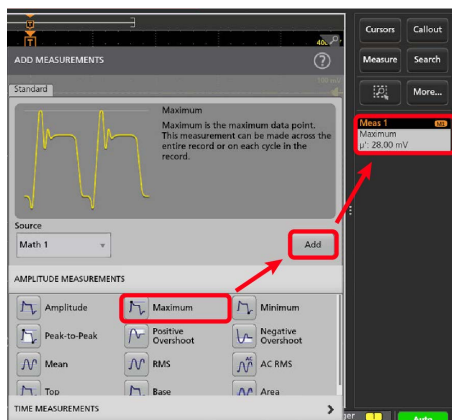 T
T
Cursors
Callout
ADD MEASUREMENTS
?
Measure
Search
Standard
More...
Maximum
Maximum is the maximum data point.
This measurement can be made across the
entire record or on each cycle in the
record.
Meas 1
M1
Maximum
µ': 28.00 mV
Source
Math 1
Add
AMPLITUDE MEASUREMENTS
Amplitude
Maximum
Minimum
Peak-to-Peak
Positive
Overshoot
Negative
Overshoot
Mean
RMS
AC
AC RMS
Top
Base
Area
TIME MEASUREMENTS
Auto